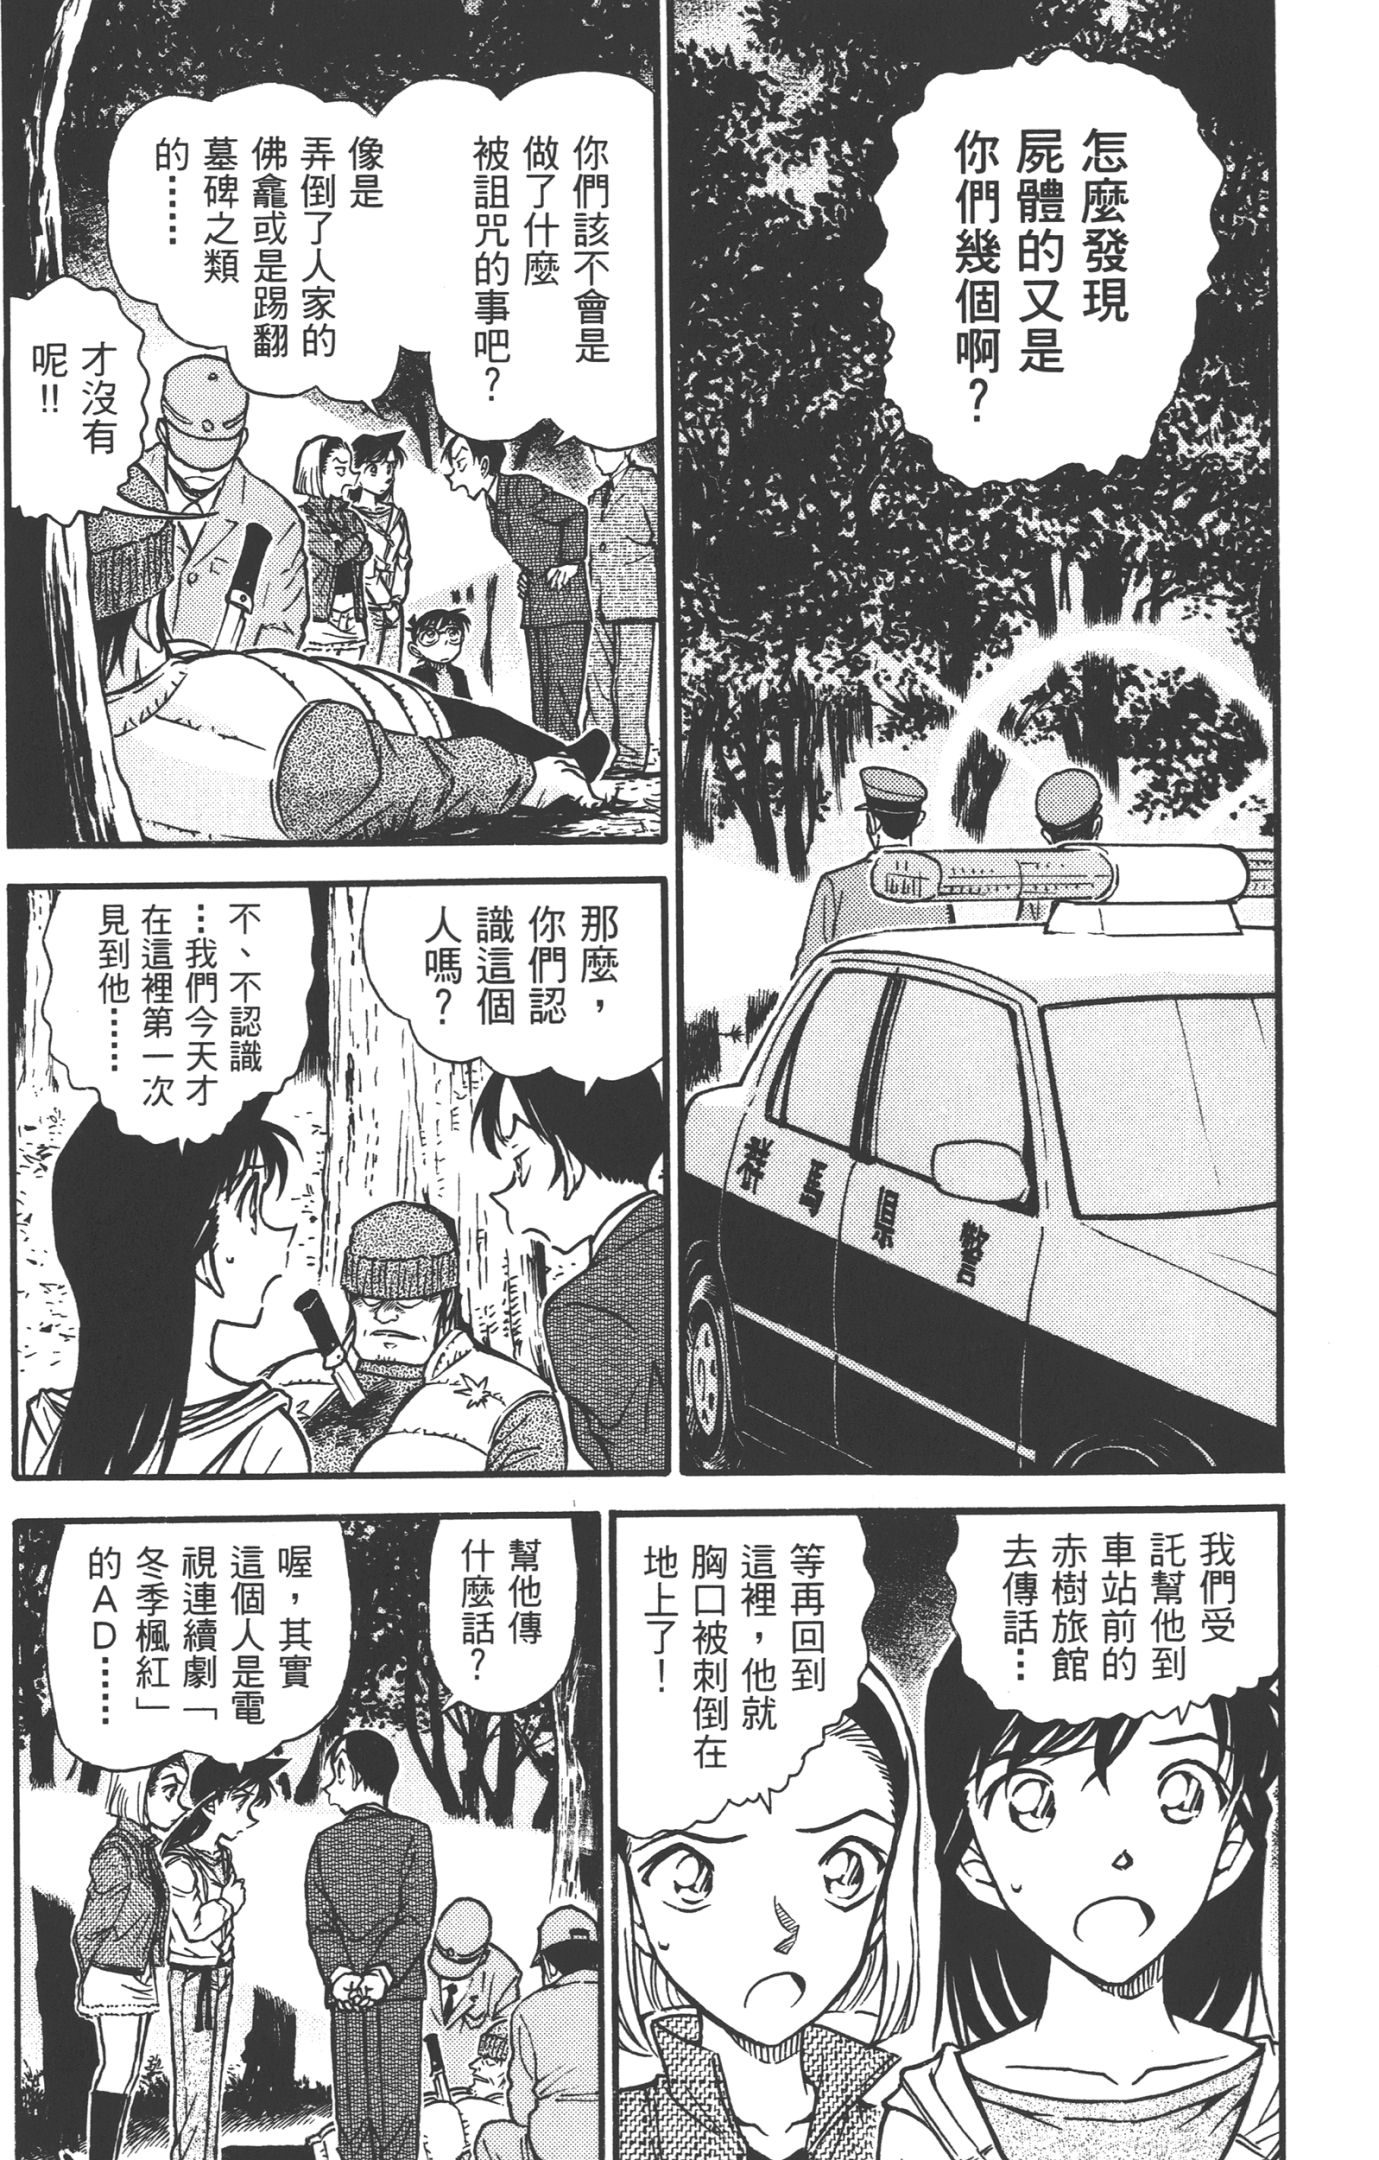 怎麼發現
屍體的又是
你們幾個啊？
群馬県警
你們該不會是
做了什麼
被詛咒的事吧？
像是
弄倒了人家的
佛龕或是踢翻
墓碑之類
的……
才沒有
呢!!
那麼，
你們認
識這個
人嗎？
不、不認識
…我們今天才
在這裡第一次
見到他……
我們受
託幫他到
車站前的
赤樹旅館
去傳話…
等再回到
這裡，他就
胸口被刺倒在
地上了！
幫他傳
什麼話？
喔，其實
這個人是電
視連續劇「
冬季楓紅」
的AD……